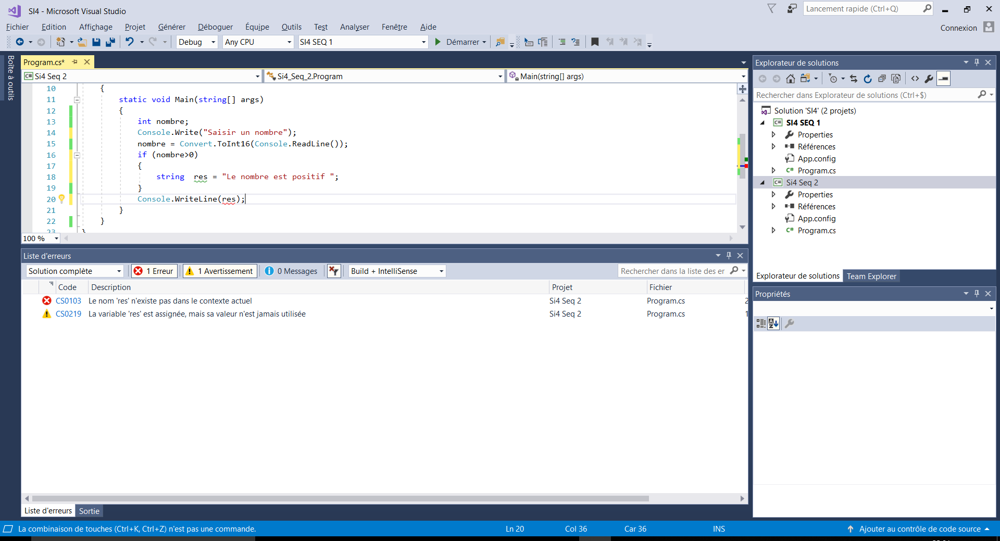 SI4 - Microsoft Visual Studio
Lancement rapide (Ctrl+Q)
Fichier Edition Affichage Projet Générer Déboguer Équipe Outils Test Analyser Fenêtre Aide
Connexion
Debug Any CPU SI4 SEQ 1 Démarrer
Boîte à outils
Program.cs*
C# Si4 Seq 2 Si4_Seq_2.Program Main(string[] args)
10 {
11 static void Main(string[] args)
12 {
13 int nombre;
14 Console.Write("Saisir un nombre");
15 nombre = Convert.ToInt16(Console.ReadLine());
16 if (nombre>0)
17 {
18 string  res = "Le nombre est positif ";
19 }
20 Console.WriteLine(res);
21 }
22 }
23 }
100 %
Liste d'erreurs
Solution complète 1 Erreur 1 Avertissement 0 Messages Build + IntelliSense Rechercher dans la liste des er
Code Description Projet Fichier
CS0103 Le nom 'res' n'existe pas dans le contexte actuel Si4 Seq 2 Program.cs 2
CS0219 La variable 'res' est assignée, mais sa valeur n'est jamais utilisée Si4 Seq 2 Program.cs 1
Liste d'erreurs Sortie
Explorateur de solutions
Rechercher dans Explorateur de solutions (Ctrl+$)
Solution 'SI4' (2 projets)
C# SI4 SEQ 1
Properties
Références
App.config
C# Program.cs
C# Si4 Seq 2
Properties
Références
App.config
C# Program.cs
Explorateur de solutions Team Explorer
Propriétés
La combinaison de touches (Ctrl+K, Ctrl+Z) n'est pas une commande. Ln 20 Col 36 Car 36 INS Ajouter au contrôle de code source